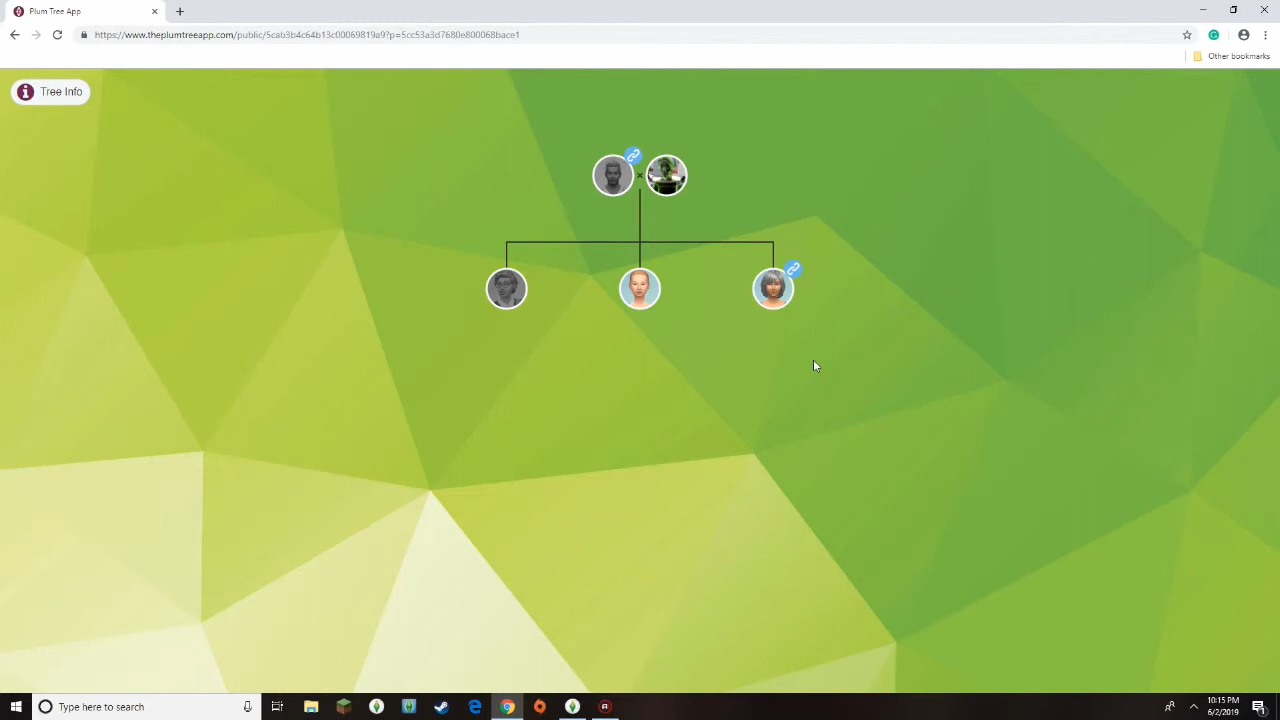 Plum Tree App
https://www.theplumtreeapp.com/public/5cab3b4c64b13c00069819a9?p=5cc53a3d7680e800068bace1
Other bookmarks
Tree Info
Type here to search
10:15 PM
6/2/2019